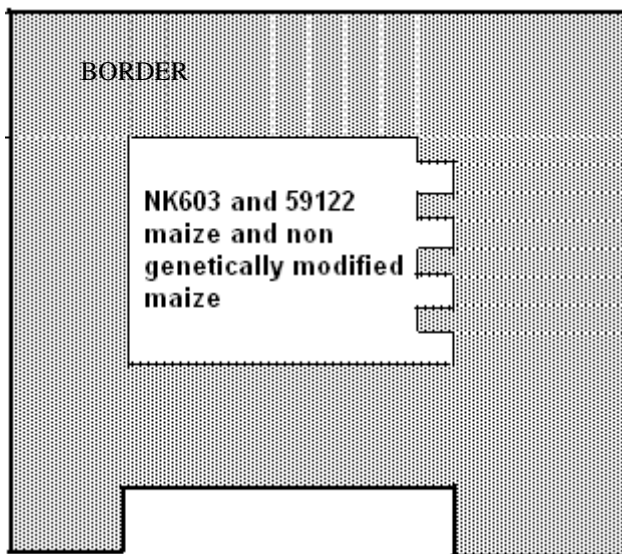 BORDER
NK603 and 59122
maize and non
genetically modified
maize